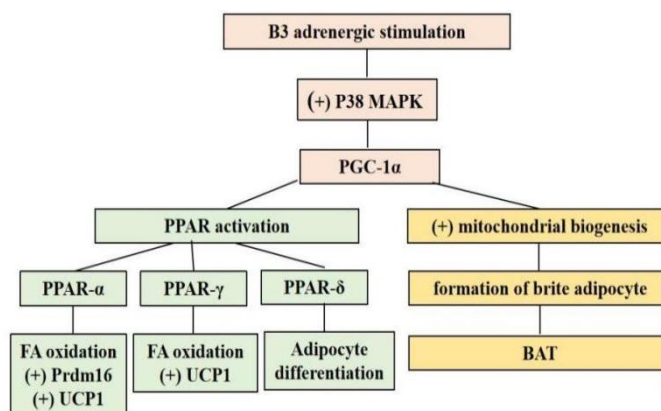 B3 adrenergic stimulation
(+) P38 MAPK
PGC-1α
PPAR activation
(+) mitochondrial biogenesis
PPAR-α
PPAR-γ
PPAR-δ
formation of brite adipocyte
FA oxidation
(+) Prdm16
(+) UCP1
FA oxidation
(+) UCP1
Adipocyte
differentiation
BAT